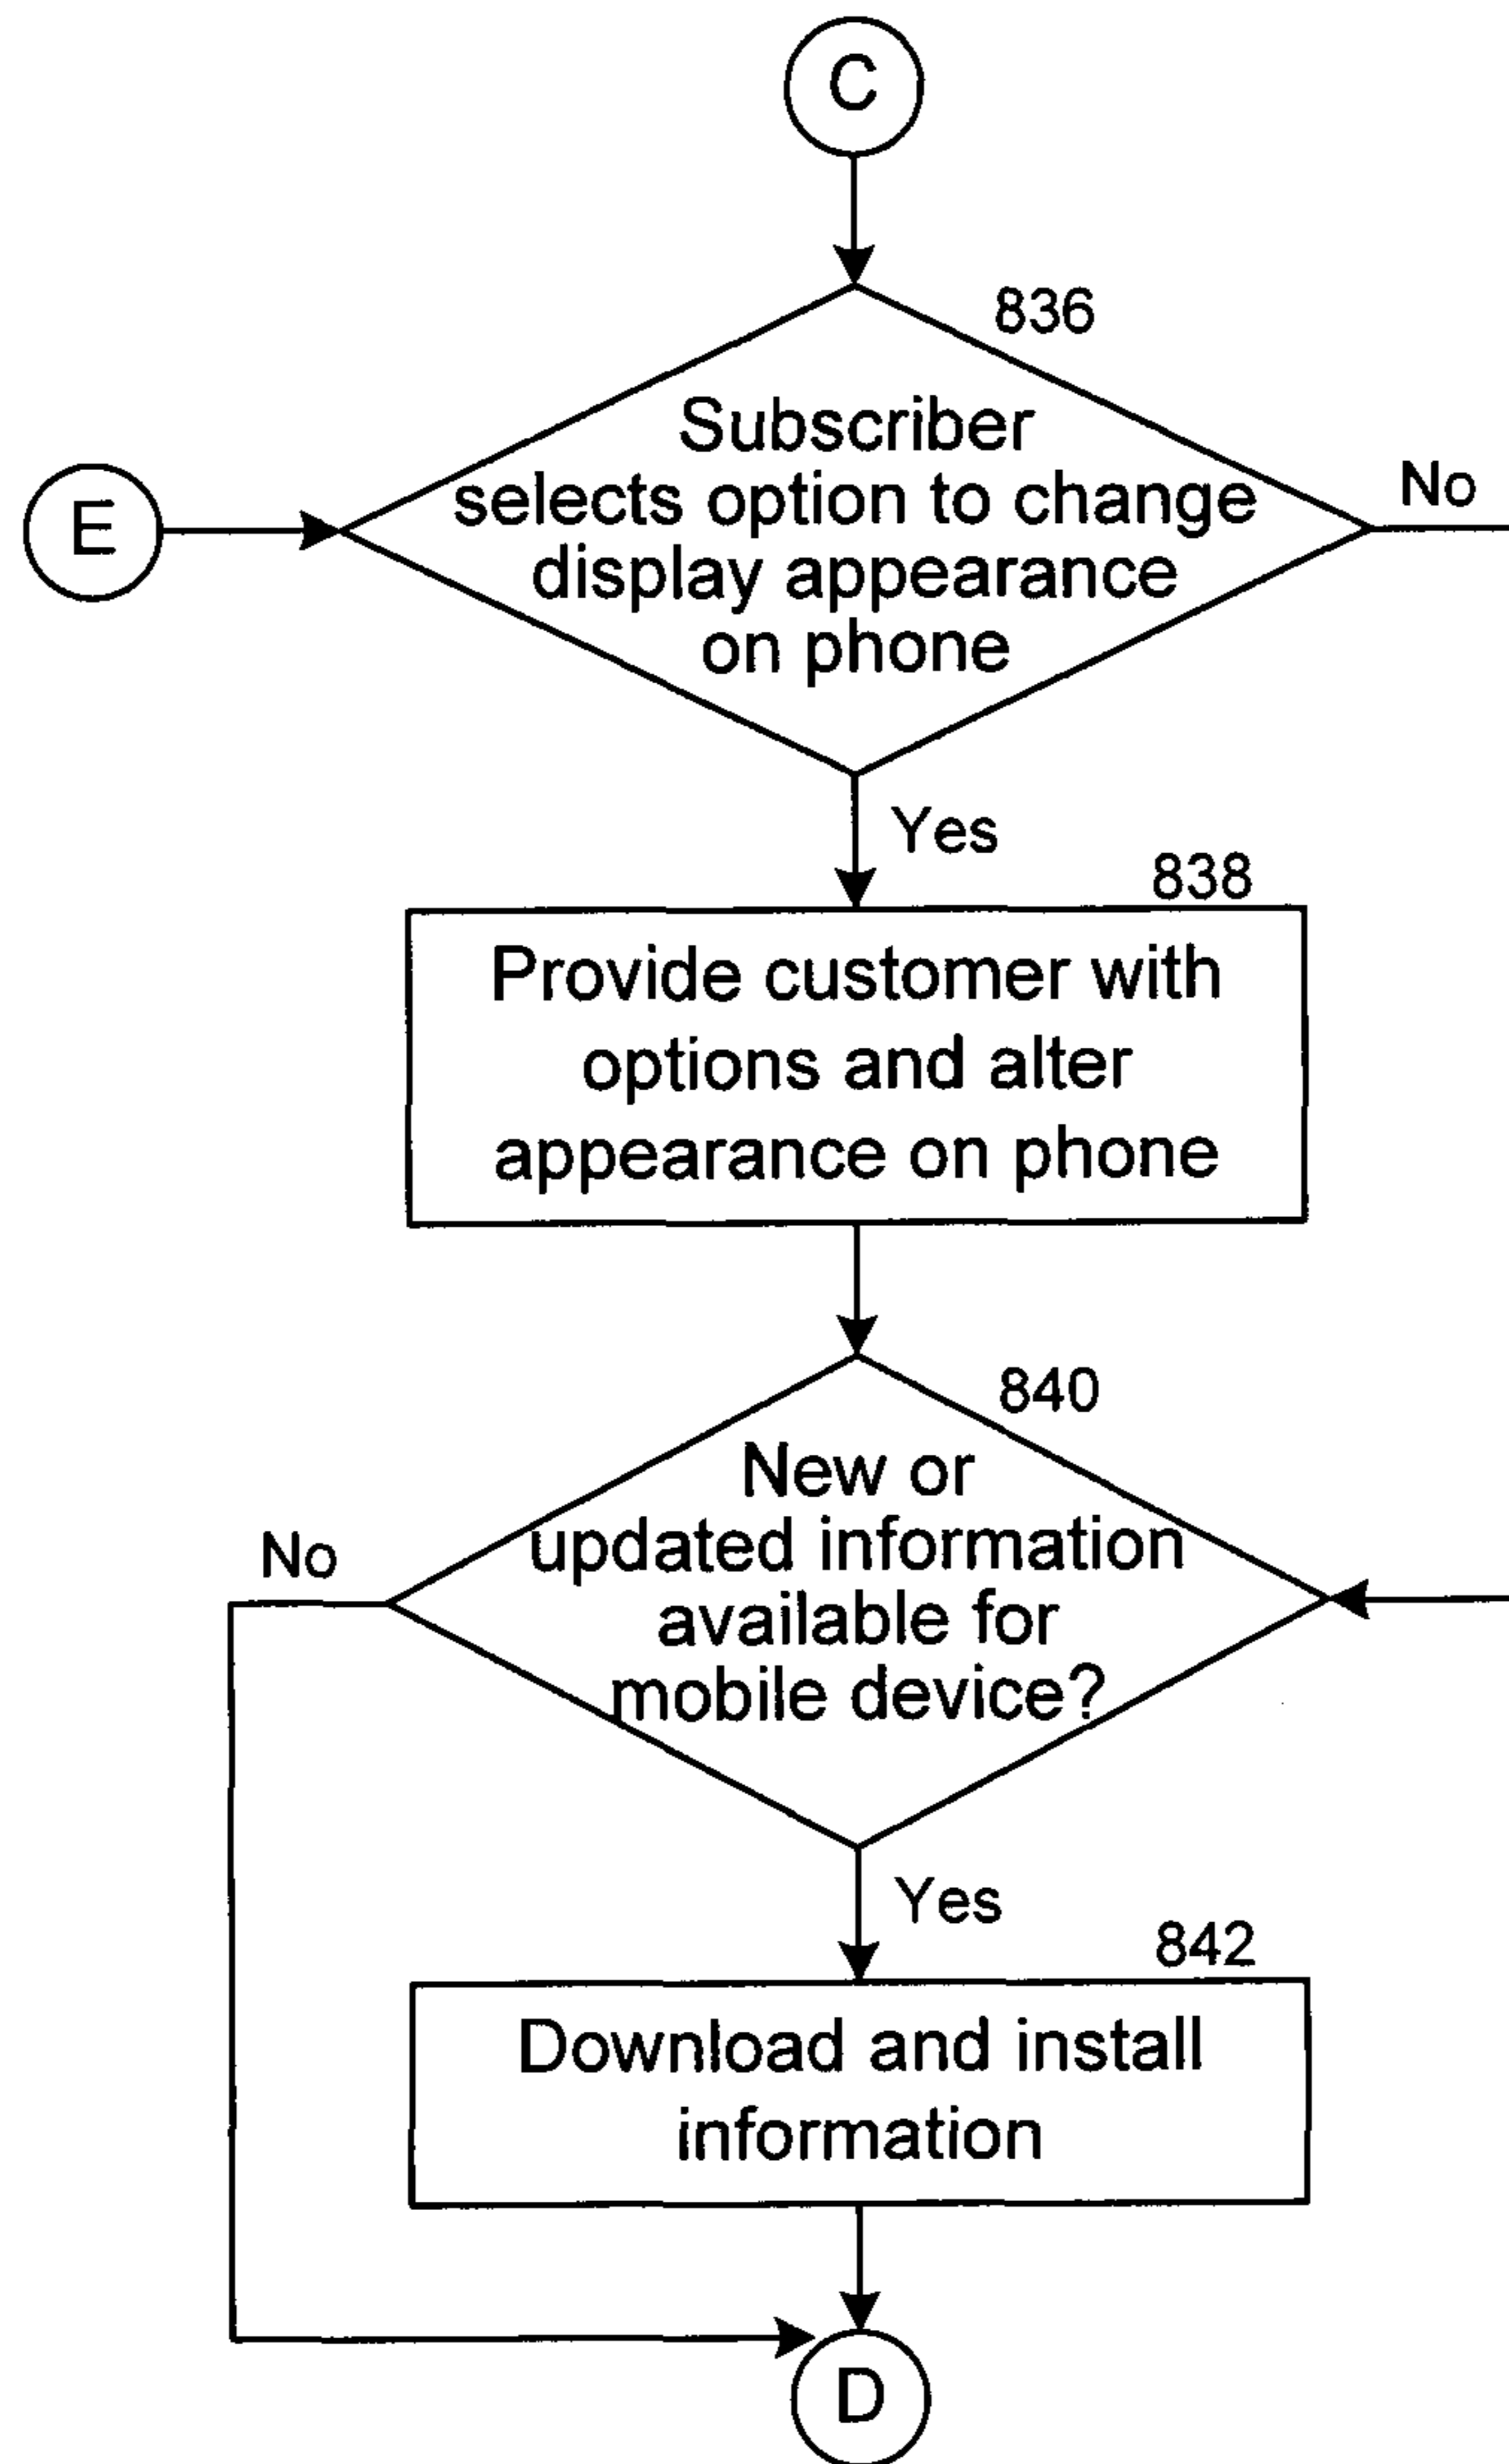 C
836
Subscriber
selects option to change
display appearance
on phone
No
E
Yes
838
Provide customer with
options and alter
appearance on phone
840
New or
updated information
available for
mobile device?
No
Yes
842
Download and install
information
D